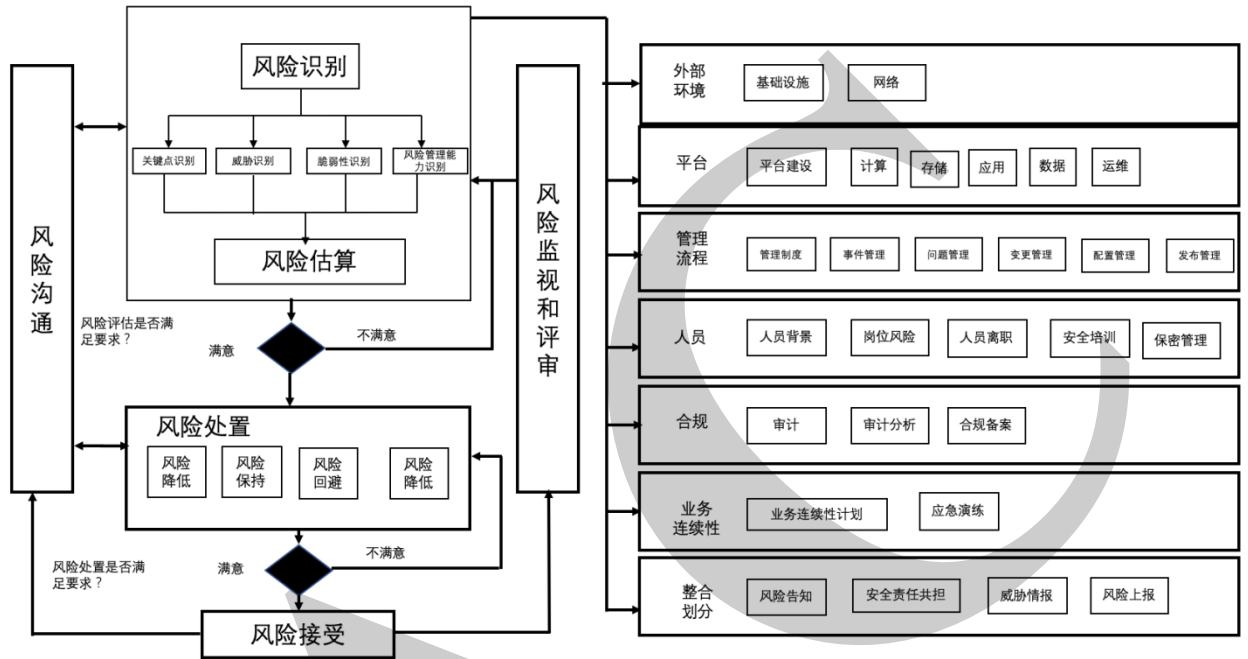 风险识别
关键点识别
威胁识别
脆弱性识别
风险管理能
力识别
风险估算
风险沟通
风险监视和评审
风险评估是否满
足要求？
满意
不满意
风险处置
风险
降低
风险
保持
风险
回避
风险
降低
风险处置是否满
足要求？
满意
不满意
风险接受
外部
环境
基础设施
网络
平台
平台建设
计算
存储
应用
数据
运维
管理
流程
管理制度
事件管理
问题管理
变更管理
配置管理
发布管理
人员
人员背景
岗位风险
人员离职
安全培训
保密管理
合规
审计
审计分析
合规备案
业务
连续性
业务连续性计划
应急演练
整合
划分
风险告知
安全责任共担
威胁情报
风险上报